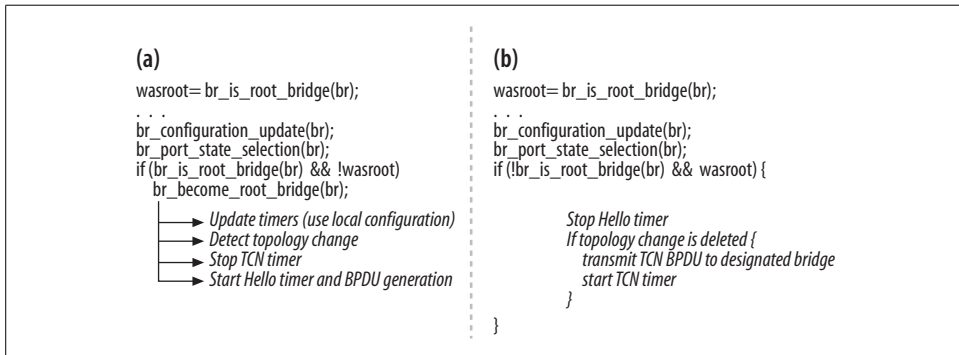 (a)
wasroot= br_is_root_bridge(br);
. . .
br_configuration_update(br);
br_port_state_selection(br);
if (br_is_root_bridge(br) && !wasroot)
br_become_root_bridge(br);
Update timers (use local configuration)
Detect topology change
Stop TCN timer
Start Hello timer and BPDU generation
(b)
wasroot= br_is_root_bridge(br);
. . .
br_configuration_update(br);
br_port_state_selection(br);
if (!br_is_root_bridge(br) && wasroot) {
Stop Hello timer
If topology change is deleted {
transmit TCN BPDU to designated bridge
start TCN timer
}
}